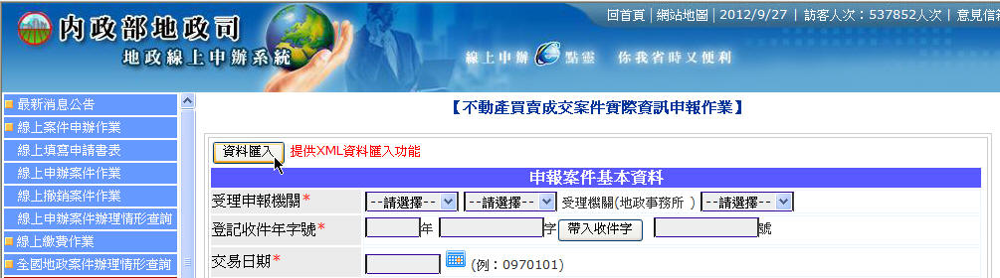 回首頁 | 網站地圖 | 2012/9/27 | 訪客人次：537852人次 | 意見信箱
內政部地政司
地政線上申辦系統
線上申辦 e 點靈 你我省時又便利
最新消息公告
線上案件申辦作業
線上填寫申請書表
線上申辦案件作業
線上撤銷案件作業
線上申辦案件辦理情形查詢
線上繳費作業
全國地政案件辦理情形查詢
【不動產買賣成交案件實際資訊申報作業】
資料匯入 提供XML資料匯入功能
申報案件基本資料
受理申報機關* --請選擇-- --請選擇-- 受理機關(地政事務所 ) --請選擇--
登記收件年字號* 年 字 帶入收件字 號
交易日期* (例：0970101)